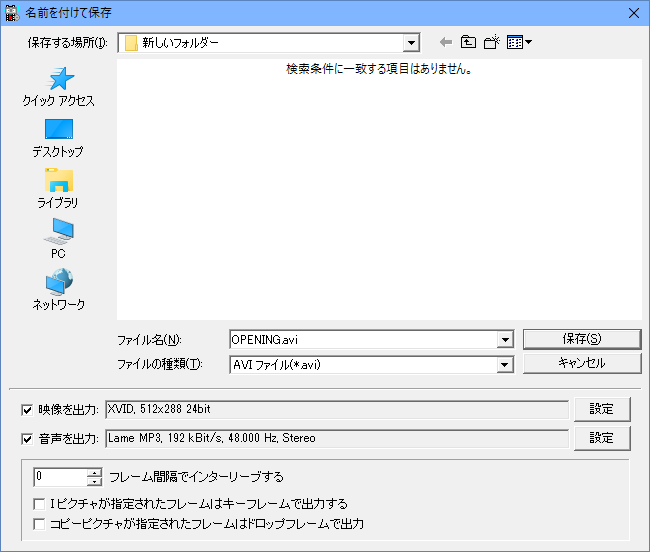 名前を付けて保存
保存する場所(I): 新しいフォルダー
検索条件に一致する項目はありません。
クイック アクセス
デスクトップ
ライブラリ
PC
ネットワーク
ファイル名(N): OPENING.avi 保存(S)
ファイルの種類(T): AVI ファイル(*.avi) キャンセル
映像を出力: XVID, 512x288 24bit 設定
音声を出力: Lame MP3, 192 kBit/s, 48.000 Hz, Stereo 設定
0 フレーム間隔でインターリーブする
Iピクチャが指定されたフレームはキーフレームで出力する
コピーピクチャが指定されたフレームはドロップフレームで出力